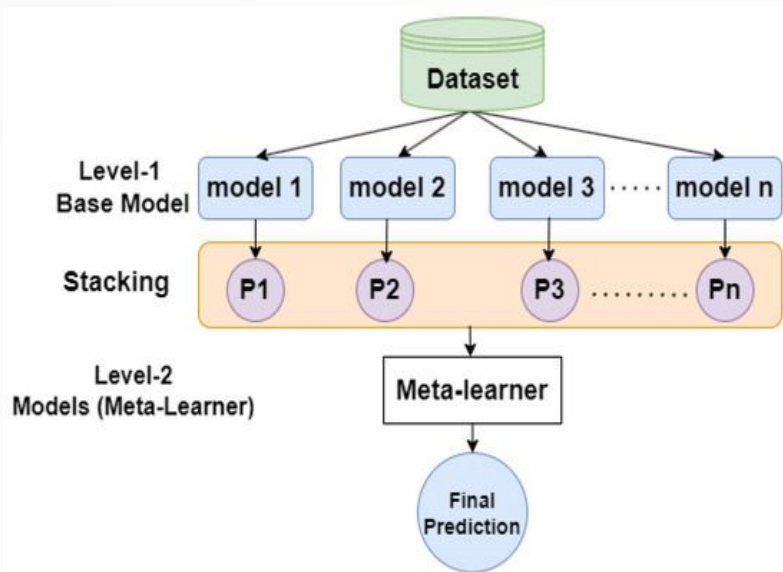 Dataset
Level-1
Base Model
model 1
model 2
model 3
......
model n
Stacking
P1
P2
P3
.........
Pn
Level-2
Models (Meta-Learner)
Meta-learner
Final
Prediction